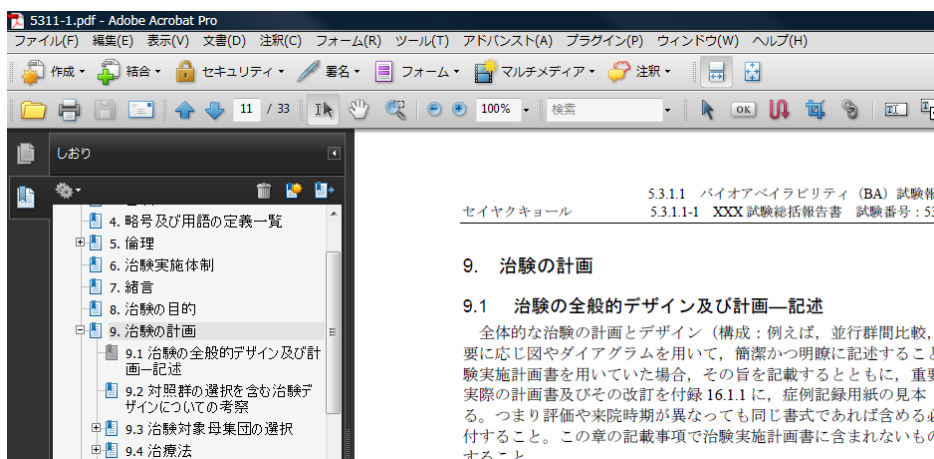 5311-1.pdf - Adobe Acrobat Pro
ファイル(F) 編集(E) 表示(V) 文書(D) 注釈(C) フォーム(R) ツール(T) アドバンスト(A) プラグイン(P) ウィンドウ(W) ヘルプ(H)
作成 結合 セキュリティ 署名 フォーム マルチメディア 注釈
11 / 33 100% 検索 OK
しおり
4. 略号及び用語の定義一覧
5. 倫理
6. 治験実施体制
7. 緒言
8. 治験の目的
9. 治験の計画
9.1 治験の全般的デザイン及び計
画―記述
9.2 対照群の選択を含む治験デ
ザインについての考察
9.3 治験対象母集団の選択
9.4 治療法
5.3.1.1 バイオアベイラビリティ（BA）試験報
セイヤクキョール 5.3.1.1-1 XXX 試験総括報告書 試験番号：53
9. 治験の計画
9.1 治験の全般的デザイン及び計画―記述
全体的な治験の計画とデザイン（構成：例えば，並行群間比較，
要に応じ図やダイアグラムを用いて，簡潔かつ明瞭に記述すること
験実施計画書を用いていた場合，その旨を記載するとともに，重要
実際の計画書及びその改訂を付録 16.1.1 に，症例記録用紙の見本
る。つまり評価や来院時期が異なっても同じ書式であれば含める必
付すること。この章の記載事項で治験実施計画書に含まれないもの
すること